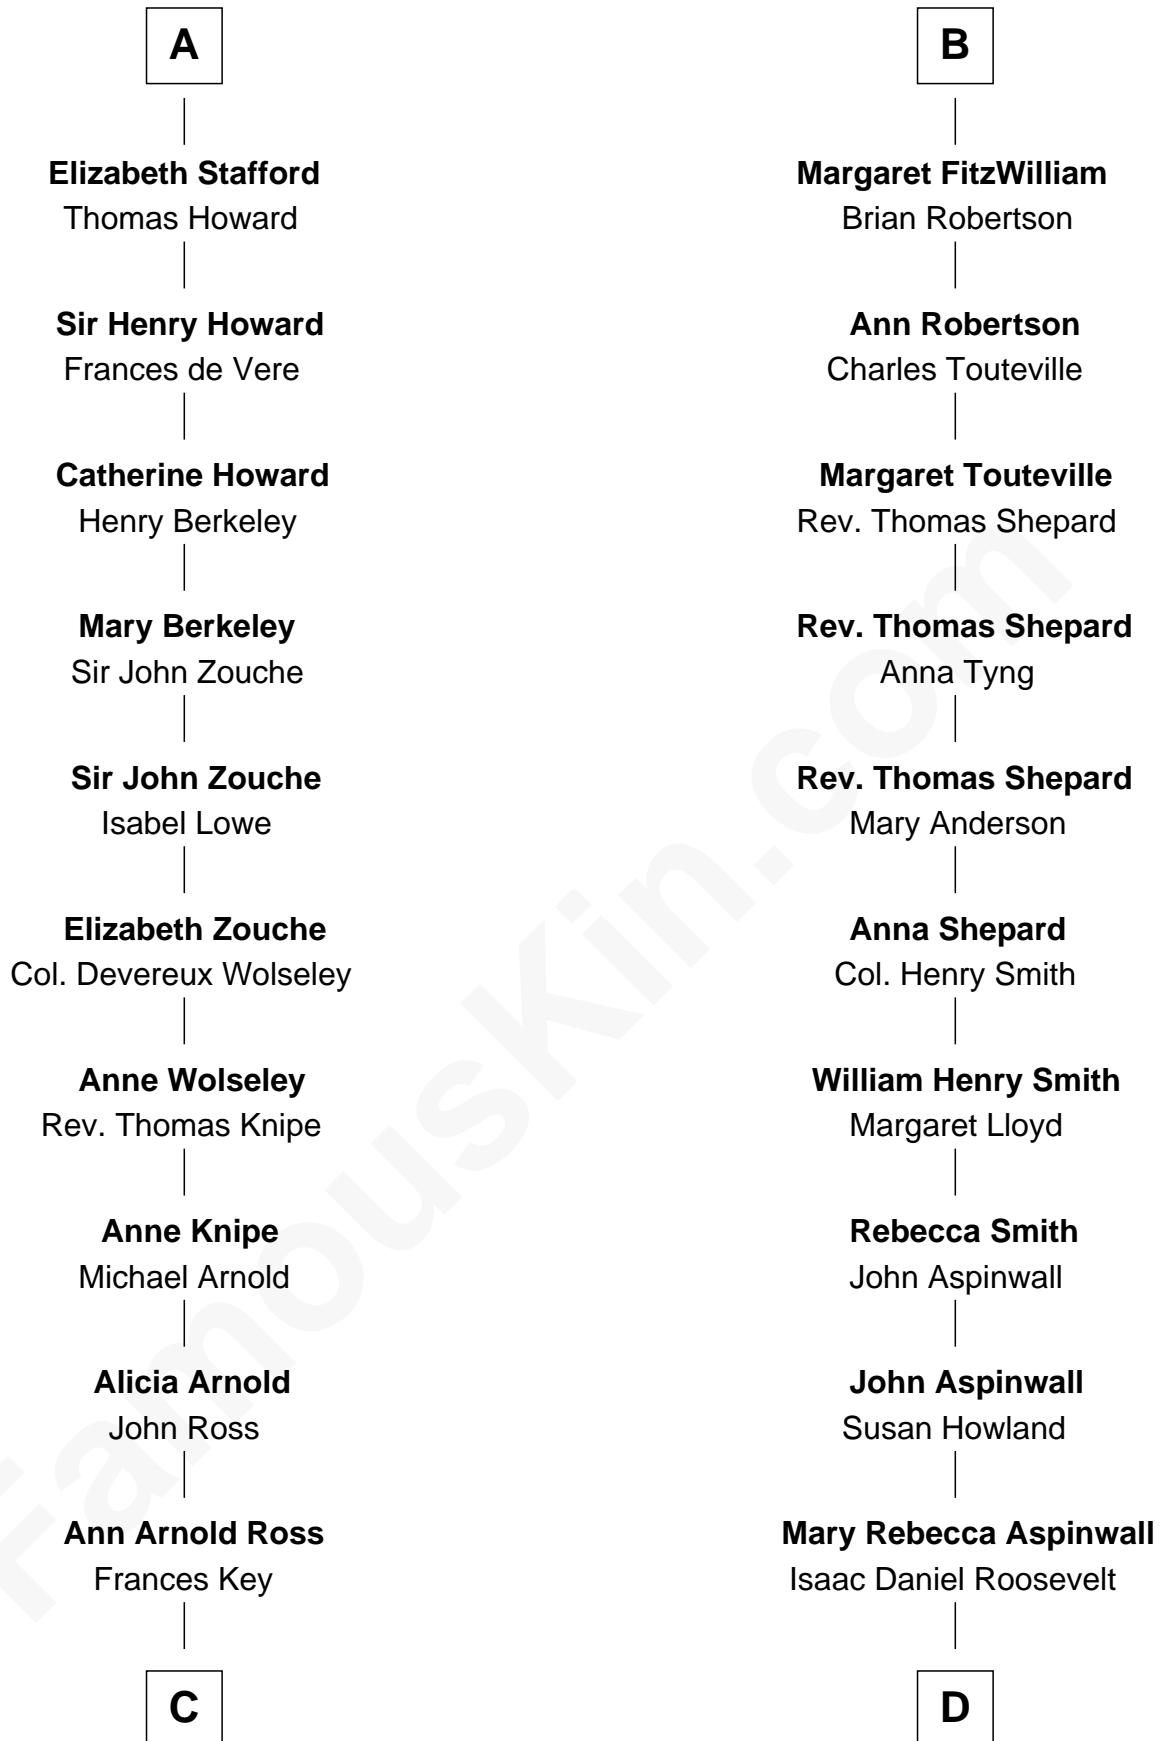 A
Elizabeth Stafford
Thomas Howard
Sir Henry Howard
Frances de Vere
Catherine Howard
Henry Berkeley
Mary Berkeley
Sir John Zouche
Sir John Zouche
Isabel Lowe
Elizabeth Zouche
Col. Devereux Wolseley
Anne Wolseley
Rev. Thomas Knipe
Anne Knipe
Michael Arnold
Alicia Arnold
John Ross
Ann Arnold Ross
Frances Key
C
B
Margaret FitzWilliam
Brian Robertson
Ann Robertson
Charles Touteville
Margaret Touteville
Rev. Thomas Shepard
Rev. Thomas Shepard
Anna Tyng
Rev. Thomas Shepard
Mary Anderson
Anna Shepard
Col. Henry Smith
William Henry Smith
Margaret Lloyd
Rebecca Smith
John Aspinwall
John Aspinwall
Susan Howland
Mary Rebecca Aspinwall
Isaac Daniel Roosevelt
D
FamousKin.com